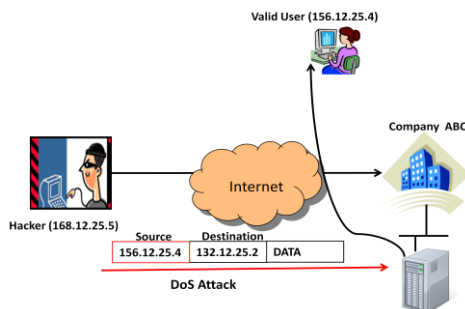 Valid User (156.12.25.4)
Company ABC
Internet
Hacker (168.12.25.5)
Source Destination
156.12.25.4 132.12.25.2 DATA
DoS Attack